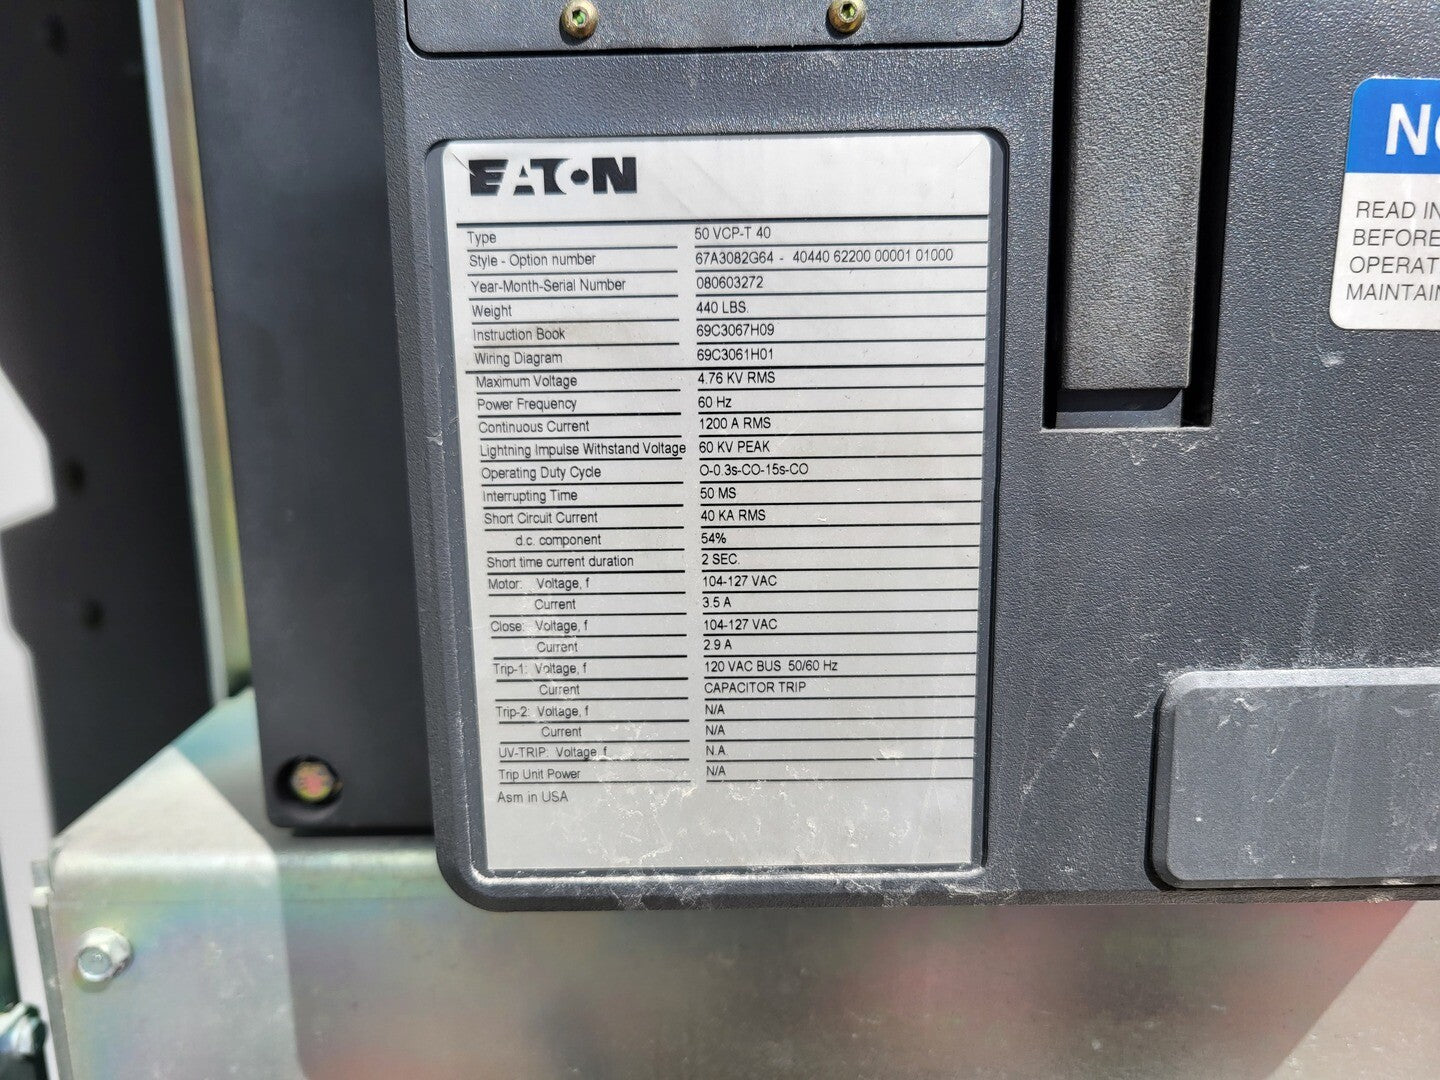 EATON
Type 50 VCP-T 40
Style - Option number 67A3082G64 - 40440 62200 00001 01000
Year-Month-Serial Number 080603272
Weight 440 LBS.
Instruction Book 69C3067H09
Wiring Diagram 69C3061H01
Maximum Voltage 4.76 KV RMS
Power Frequency 60 Hz
Continuous Current 1200 A RMS
Lightning Impulse Withstand Voltage 60 KV PEAK
Operating Duty Cycle O-0.3s-CO-15s-CO
Interrupting Time 50 MS
Short Circuit Current 40 KA RMS
d.c. component 54%
Short time current duration 2 SEC.
Motor: Voltage, f 104-127 VAC
Current 3.5 A
Close: Voltage, f 104-127 VAC
Current 2.9 A
Trip-1: Voltage, f 120 VAC BUS 50/60 Hz
Current CAPACITOR TRIP
Trip-2: Voltage, f N/A
Current N/A
UV-TRIP: Voltage, f N.A.
Trip Unit Power N/A
Asm in USA
READ
BEFORE